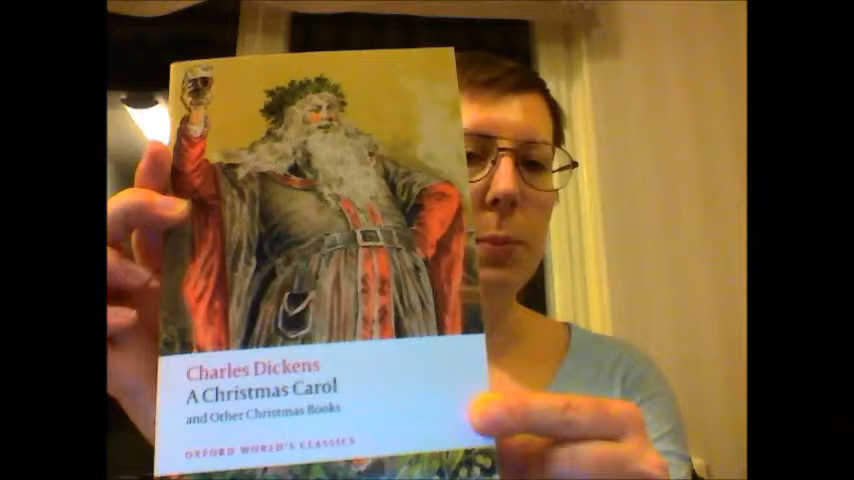 Charles Dickens
A Christmas Carol
and Other Christmas Books
OXFORD WORLD'S CLASSICS